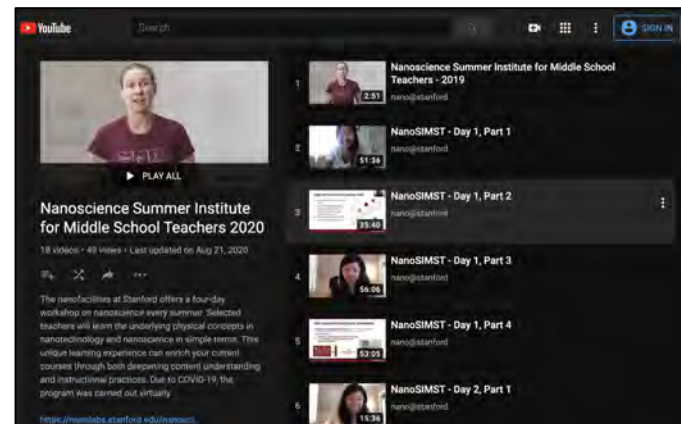 YouTube
Search
SIGN IN
PLAY ALL
Nanoscience Summer Institute
for Middle School Teachers 2020
18 videos • 49 views • Last updated on Aug 21, 2020
The nanofacilities at Stanford offers a four-day
workshop on nanoscience every summer. Selected
teachers will learn the underlying physical concepts in
nanotechnology and nanoscience in simple terms. This
unique learning experience can enrich your current
courses through both deepening content understanding
and instructional practices. Due to COVID-19, the
program was carried out virtually.
1
2:51
Nanoscience Summer Institute for Middle School
Teachers - 2019
nano@stanford
2
51:36
NanoSIMST - Day 1, Part 1
nano@stanford
3
35:40
NanoSIMST - Day 1, Part 2
nano@stanford
4
56:06
NanoSIMST - Day 1, Part 3
nano@stanford
5
53:05
NanoSIMST - Day 1, Part 4
nano@stanford
6
15:36
NanoSIMST - Day 2, Part 1
nano@stanford